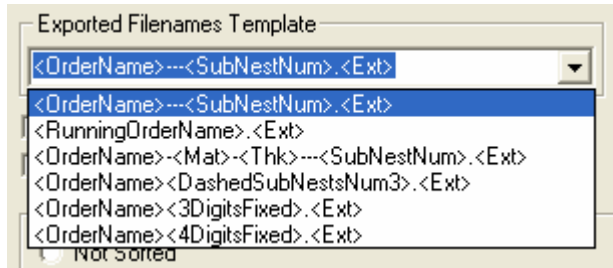 Exported Filenames Template
<OrderName>---<SubNestNum>.<Ext>
<OrderName>---<SubNestNum>.<Ext>
<RunningOrderName>.<Ext>
<OrderName>-<Mat>-<Thk>---<SubNestNum>.<Ext>
<OrderName><DashedSubNestsNum3>.<Ext>
<OrderName><3DigitsFixed>.<Ext>
<OrderName><4DigitsFixed>.<Ext>
Not Sorted